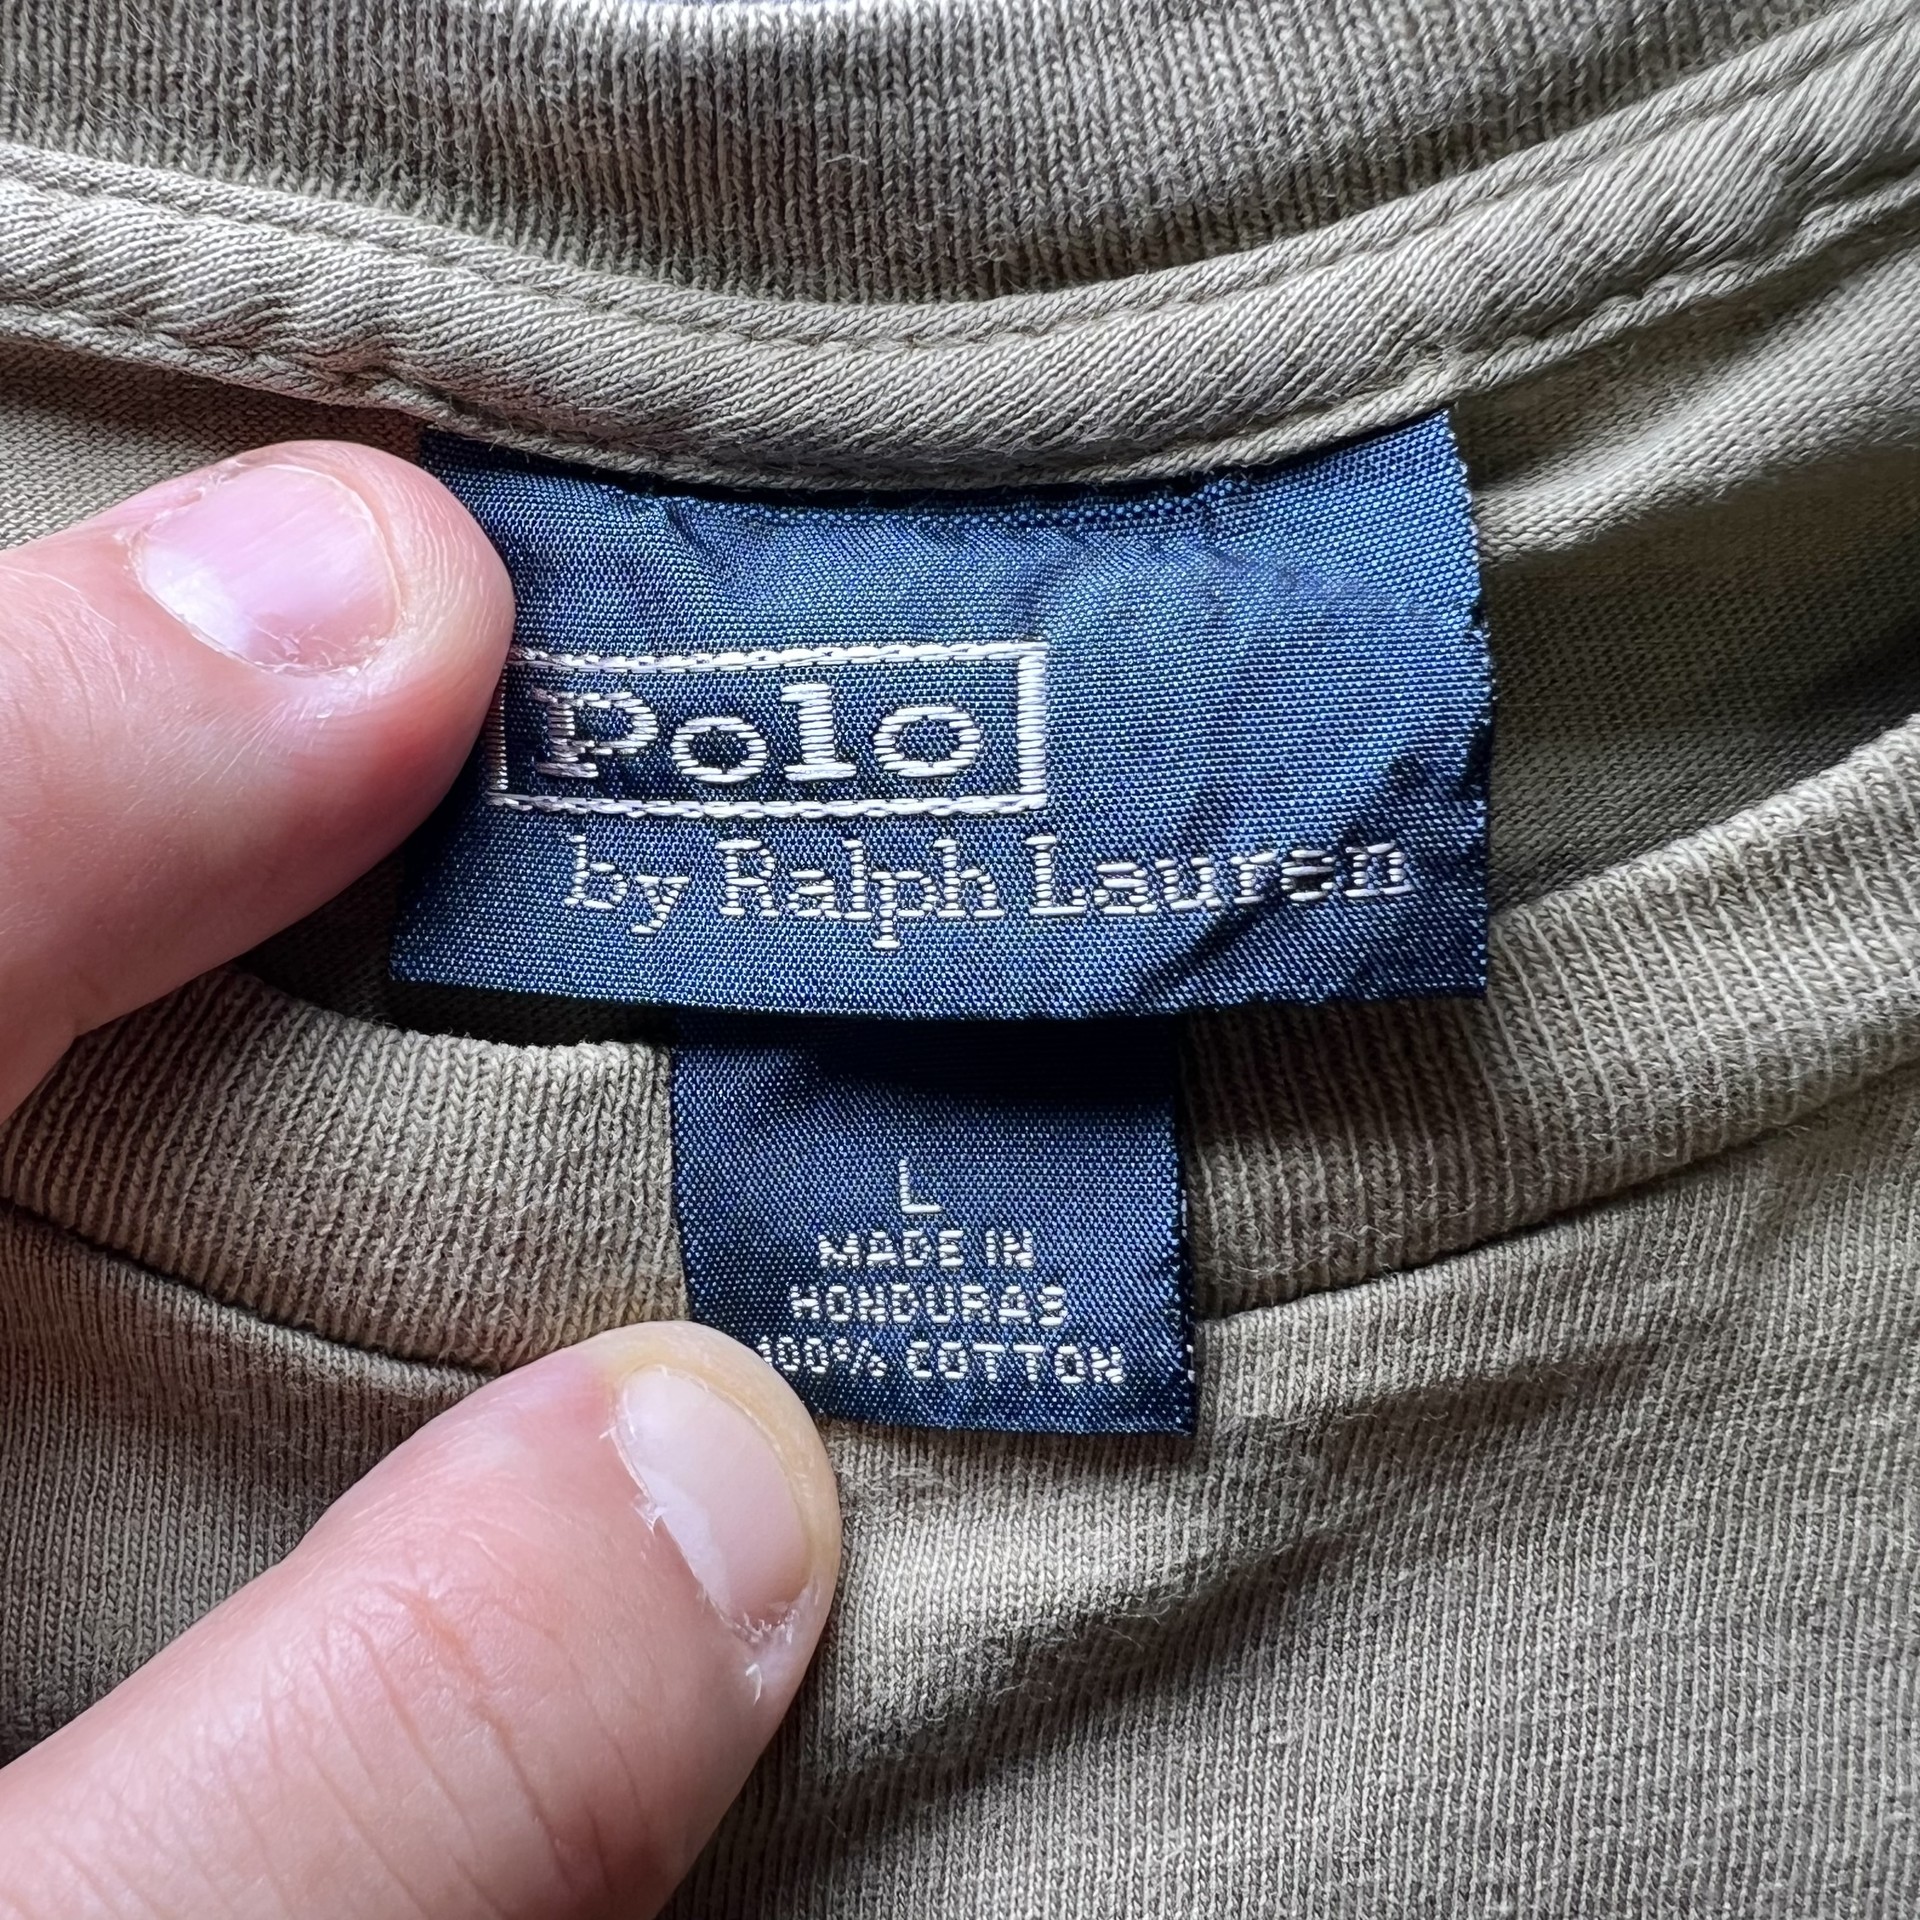 Polo
by Ralph Lauren
L
MADE IN
HONDURAS
100% COTTON